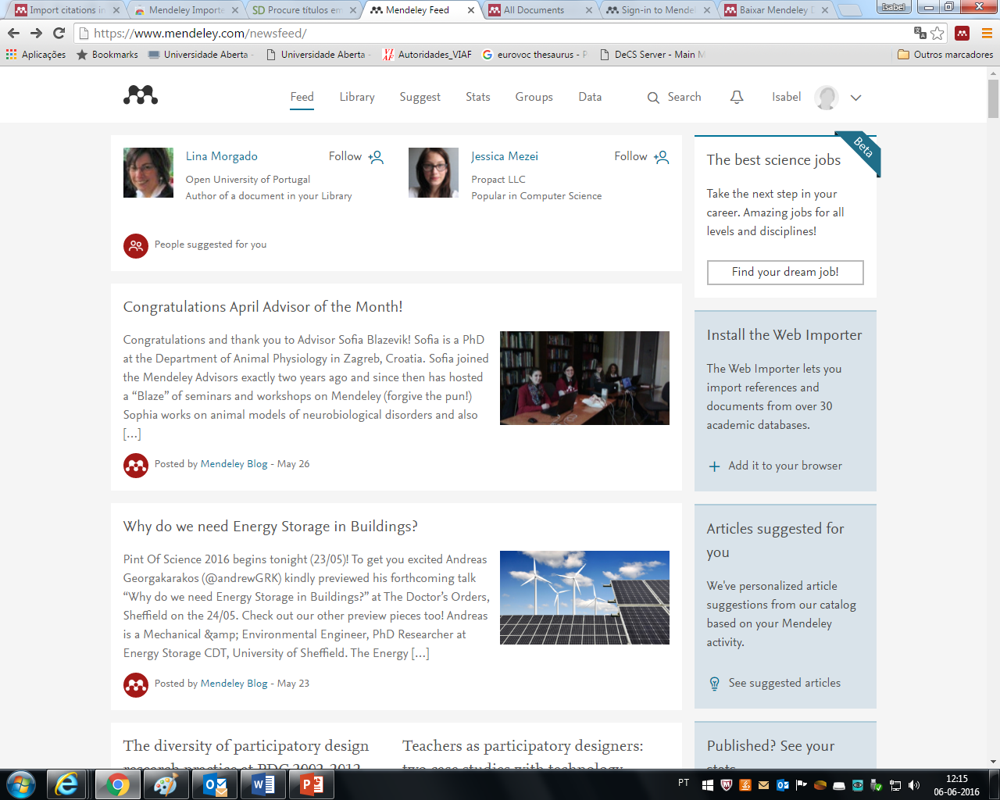 Import citations in
Mendeley Importe
SD Procure títulos em
Mendeley Feed
All Documents
Sign-in to Mende
Baixar Mendeley D
Isabel
https://www.mendeley.com/newsfeed/
Aplicações
Bookmarks
Universidade Aberta -
Universidade Aberta -
Autoridades_VIAF
eurovoc thesaurus - P
DeCS Server - Main M
Outros marcadores
Feed
Library
Suggest
Stats
Groups
Data
Search
Isabel
Lina Morgado
Follow
Open University of Portugal
Author of a document in your Library
Jessica Mezei
Follow
Propact LLC
Popular in Computer Science
People suggested for you
Beta
The best science jobs
Take the next step in your
career. Amazing jobs for all
levels and disciplines!
Find your dream job!
Congratulations April Advisor of the Month!
Congratulations and thank you to Advisor Sofia Blazevik! Sofia is a PhD
at the Department of Animal Physiology in Zagreb, Croatia. Sofia joined
the Mendeley Advisors exactly two years ago and since then has hosted
a “Blaze” of seminars and workshops on Mendeley (forgive the pun!)
Sophia works on animal models of neurobiological disorders and also
[…]
Posted by Mendeley Blog - May 26
Install the Web Importer
The Web Importer lets you
import references and
documents from over 30
academic databases.
Add it to your browser
Why do we need Energy Storage in Buildings?
Pint Of Science 2016 begins tonight (23/05)! To get you excited Andreas
Georgakarakos (@andrewGRK) kindly previewed his forthcoming talk
“Why do we need Energy Storage in Buildings?” at The Doctor’s Orders,
Sheffield on the 24/05. Check out our other preview pieces too! Andreas
is a Mechanical &amp; Environmental Engineer, PhD Researcher at
Energy Storage CDT, University of Sheffield. The Energy […]
Posted by Mendeley Blog - May 23
Articles suggested for
you
We've personalized article
suggestions from our catalog
based on your Mendeley
activity.
See suggested articles
The diversity of participatory design
research practice at PDC 2002-2012
Teachers as participatory designers:
two case studies with technology
Published? See your
stats
PT
12:15
06-06-2016